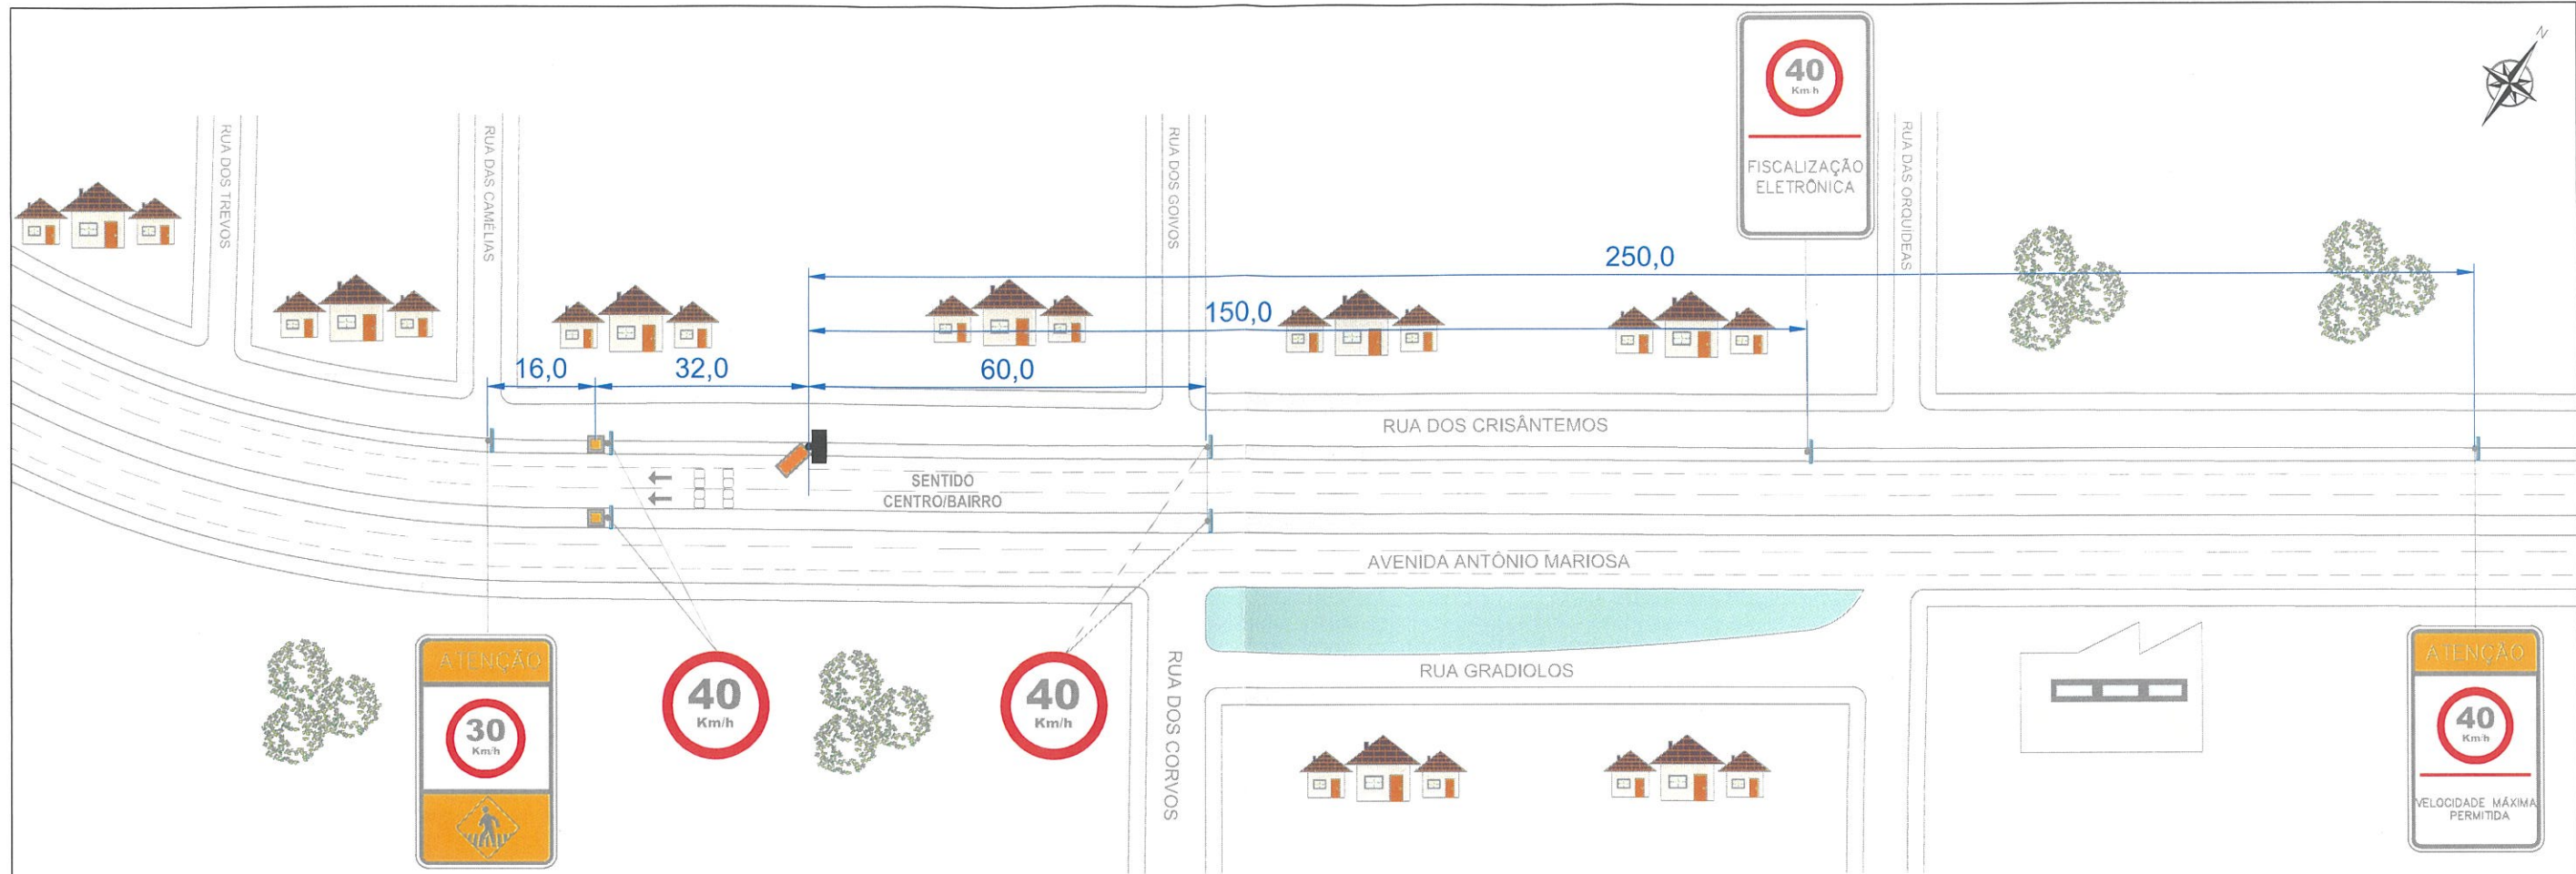 N
40
Km-h
FISCALIZAÇÃO
ELETRÔNICA
RUA DOS TREVOS
RUA DAS CAMÉLIAS
RUA DOS GOIVOS
RUA DAS ORQUÍDEAS
250,0
150,0
16,0
32,0
60,0
RUA DOS CRISÂNTEMOS
SENTIDO
CENTRO/BAIRRO
AVENIDA ANTÔNIO MARIOSA
RUA GRADIOLOS
RUA DOS CORVOS
ATENÇÃO
30
Km/h
40
Km/h
40
Km/h
ATENÇÃO
40
Km/h
VELOCIDADE MÁXIMA
PERMITIDA